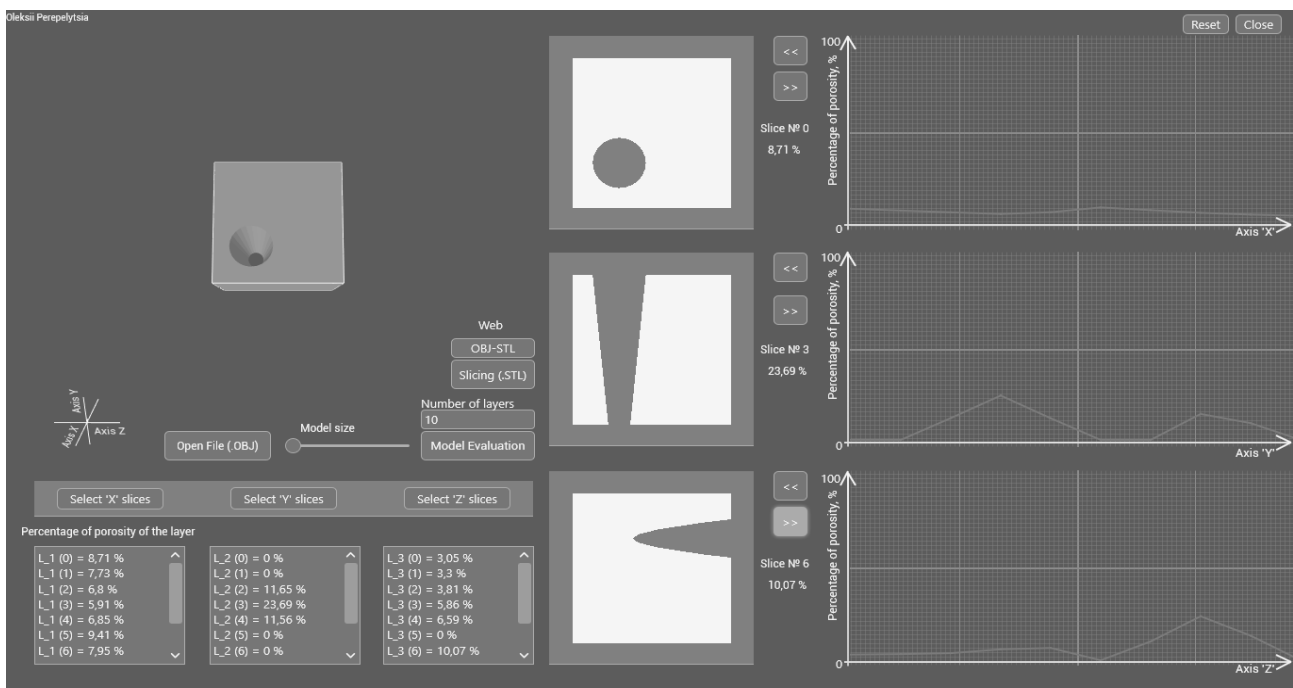 Oleksii Perepelytsia
Reset
Close
Web
OBJ-STL
Slicing (.STL)
Number of layers
10
Model size
Open File (.OBJ)
Model Evaluation
Axis Y
Axis X
Axis Z
Select 'X' slices
Select 'Y' slices
Select 'Z' slices
Percentage of porosity of the layer
L_1 (0) = 8,71 %
L_1 (1) = 7,73 %
L_1 (2) = 6,8 %
L_1 (3) = 5,91 %
L_1 (4) = 6,85 %
L_1 (5) = 9,41 %
L_1 (6) = 7,95 %
L_2 (0) = 0 %
L_2 (1) = 0 %
L_2 (2) = 11,65 %
L_2 (3) = 23,69 %
L_2 (4) = 11,56 %
L_2 (5) = 0 %
L_2 (6) = 0 %
L_3 (0) = 3,05 %
L_3 (1) = 3,3 %
L_3 (2) = 3,81 %
L_3 (3) = 5,86 %
L_3 (4) = 6,59 %
L_3 (5) = 0 %
L_3 (6) = 10,07 %
<<
>>
Slice № 0
8,71 %
<<
>>
Slice № 3
23,69 %
<<
>>
Slice № 6
10,07 %
100
Percentage of porosity, %
0
Axis 'X'
100
Percentage of porosity, %
0
Axis 'Y'
100
Percentage of porosity, %
0
Axis 'Z'